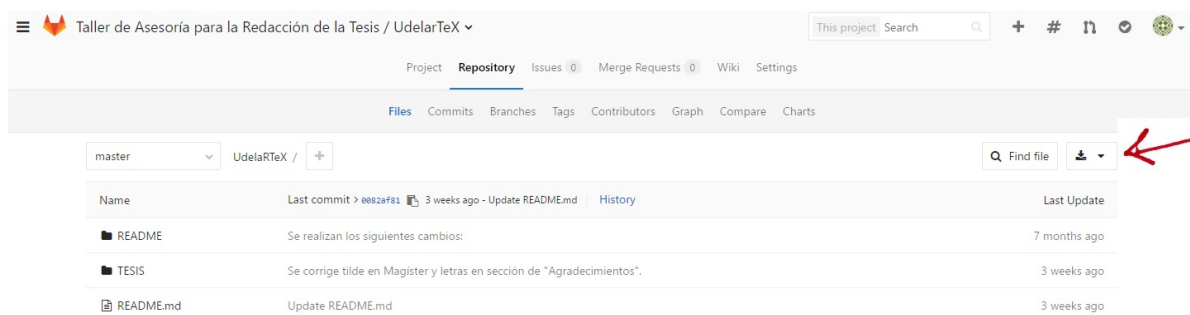 Taller de Asesoría para la Redacción de la Tesis / UdelarTeX This project Search
Project Repository Issues 0 Merge Requests 0 Wiki Settings
Files Commits Branches Tags Contributors Graph Compare Charts
master UdelaRTeX / + Find file
Name Last commit > 0082af81 3 weeks ago - Update README.md History Last Update
README Se realizan los siguientes cambios: 7 months ago
TESIS Se corrige tilde en Magíster y letras en sección de "Agradecimientos". 3 weeks ago
README.md Update README.md 3 weeks ago